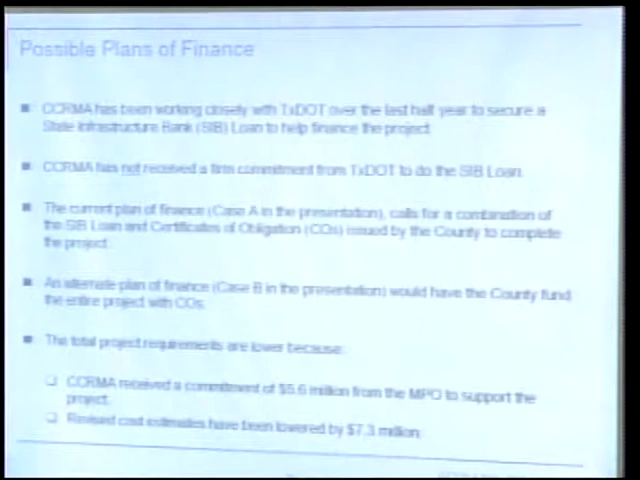 Possible Plans of Finance
■ CCRMA has been working closely with TxDOT over the last half year to secure a
State Infrastructure Bank (SIB) Loan to help finance the project
■ CCRMA has not received a firm commitment from TxDOT to do the SIB Loan.
■ The current plan of finance (Case A in the presentation), calls for a combination of
the SIB Loan and Certificates of Obligation (COs) issued by the County to complete
the project.
■ An alternate plan of finance (Case B in the presentation) would have the County fund
the entire project with COs.
■ The total project requirements are lower because:
❑ CCRMA received a commitment of $5.6 million from the MPO to support the
project.
❑ Revised cost estimates have been lowered by $7.3 million.